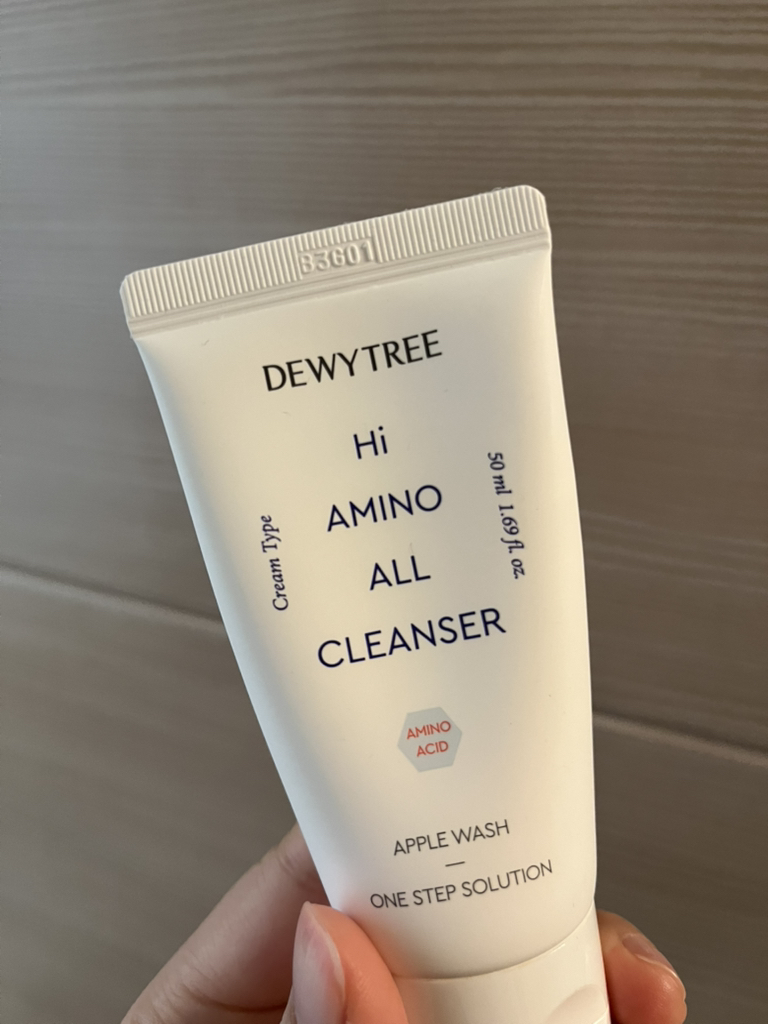 83601
DEWYTREE
Hi
AMINO
ALL
CLEANSER
Cream Type
50 ml 1.69 fl. oz.
AMINO
ACID
APPLE WASH
ONE STEP SOLUTION